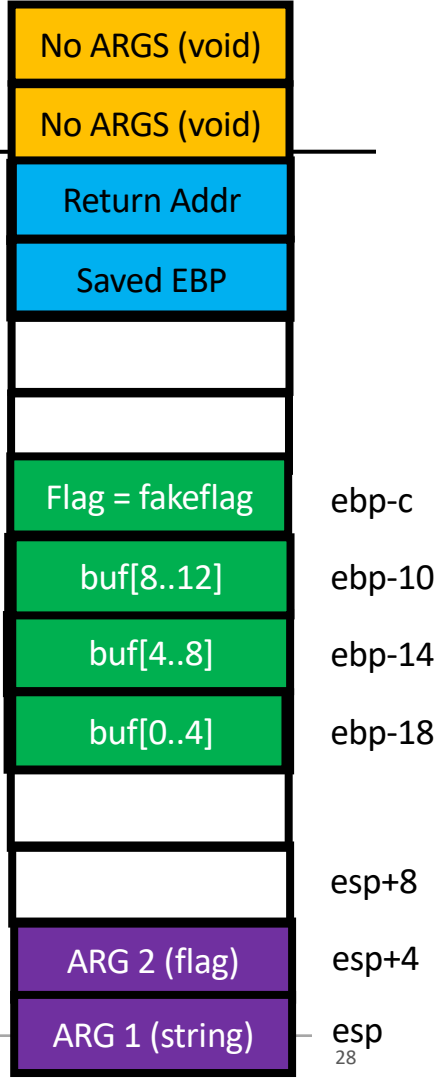 No ARGS (void)
No ARGS (void)
Return Addr
Saved EBP
Flag = fakeflag ebp-c
buf[8..12] ebp-10
buf[4..8] ebp-14
buf[0..4] ebp-18
esp+8
ARG 2 (flag) esp+4
ARG 1 (string) esp
28